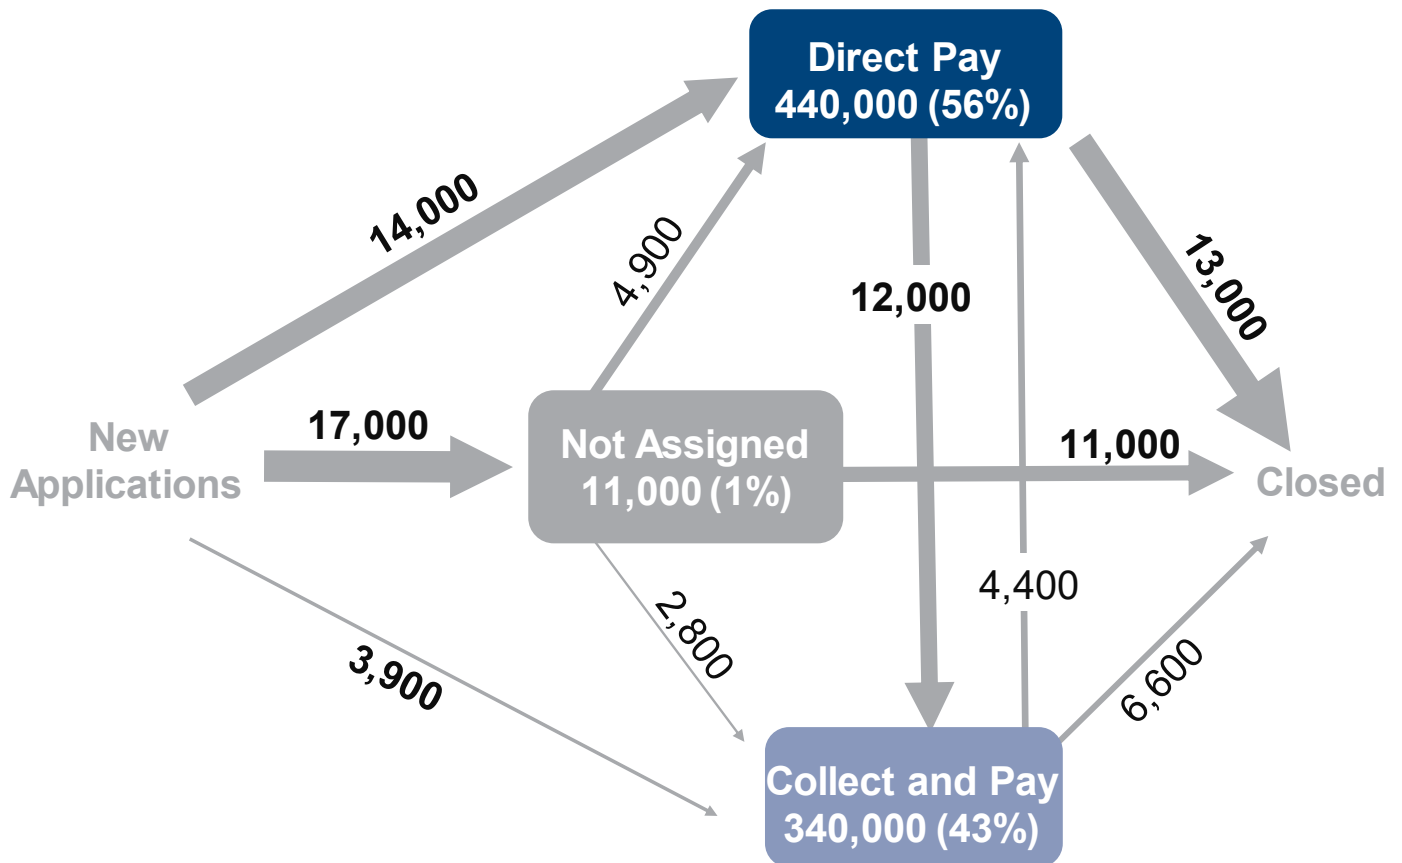 Direct Pay
440,000 (56%)
14,000
4,900
12,000
13,000
New
Applications
17,000
Not Assigned
11,000 (1%)
11,000
Closed
4,400
2,800
3,900
6,600
Collect and Pay
340,000 (43%)